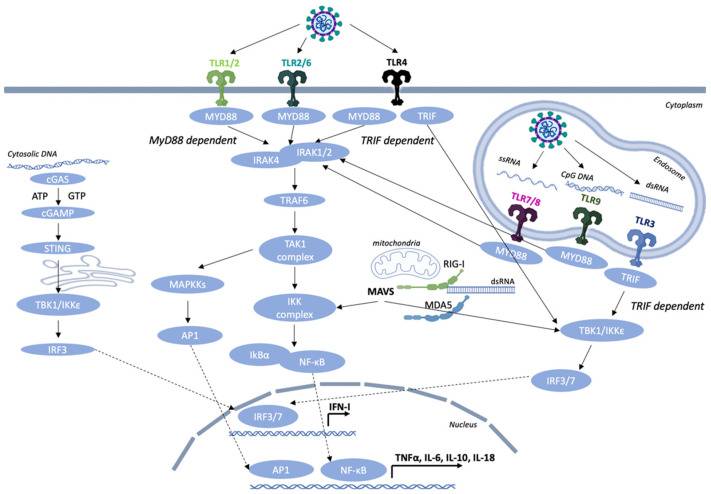 TLR1/2
TLR2/6
TLR4
Cytoplasm
MYD88
MYD88
MYD88
TRIF
MyD88 dependent
TRIF dependent
Endosome
ssRNA
CpG DNA
dsRNA
Cytosolic DNA
IRAK4
IRAK1/2
cGAS
ATP
GTP
TLR7/8
TLR9
TLR3
TRAF6
cGAMP
STING
TAK1
complex
mitochondria
MYD88
MYD88
TRIF
RIG-I
MAPKKs
MAVS
dsRNA
TRIF dependent
TBK1/IKKε
IKK
complex
MDA5
AP1
TBK1/IKKε
IRF3
IkBα
NF-κB
IRF3/7
IRF3/7
IFN-I
Nucleus
TNFα, IL-6, IL-10, IL-18
AP1
NF-κB